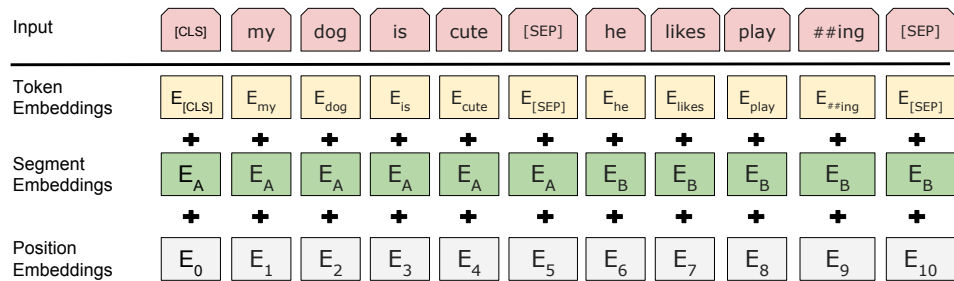 Input [CLS] my dog is cute [SEP] he likes play ##ing [SEP]
Token Embeddings E[CLS] Emy Edog Eis Ecute E[SEP] Ehe Elikes Eplay E##ing E[SEP]
+ + + + + + + + + + +
Segment Embeddings EA EA EA EA EA EA EB EB EB EB EB
+ + + + + + + + + + +
Position Embeddings E0 E1 E2 E3 E4 E5 E6 E7 E8 E9 E10